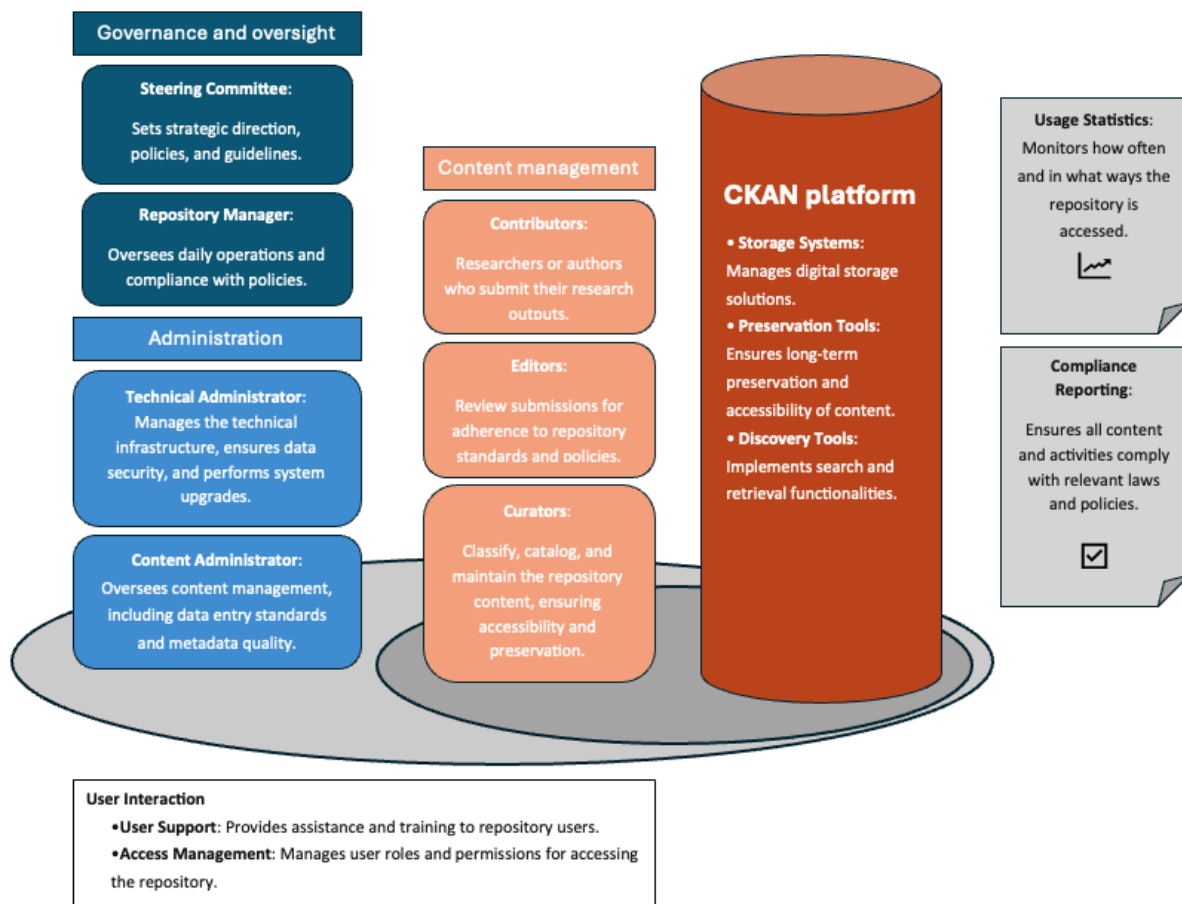 Governance and oversight
Steering Committee:
Sets strategic direction,
policies, and guidelines.
Repository Manager:
Oversees daily operations and
compliance with policies.
Administration
Technical Administrator:
Manages the technical
infrastructure, ensures data
security, and performs system
upgrades.
Content Administrator:
Oversees content management,
including data entry standards
and metadata quality.
Content management
Contributors:
Researchers or authors
who submit their research
outputs.
Editors:
Review submissions for
adherence to repository
standards and policies.
Curators:
Classify, catalog, and
maintain the repository
content, ensuring
accessibility and
preservation.
CKAN platform
• Storage Systems:
Manages digital storage
solutions.
• Preservation Tools:
Ensures long-term
preservation and
accessibility of content.
• Discovery Tools:
Implements search and
retrieval functionalities.
Usage Statistics:
Monitors how often
and in what ways the
repository is
accessed.
Compliance
Reporting:
Ensures all content
and activities comply
with relevant laws
and policies.
User Interaction
•User Support: Provides assistance and training to repository users.
•Access Management: Manages user roles and permissions for accessing
the repository.